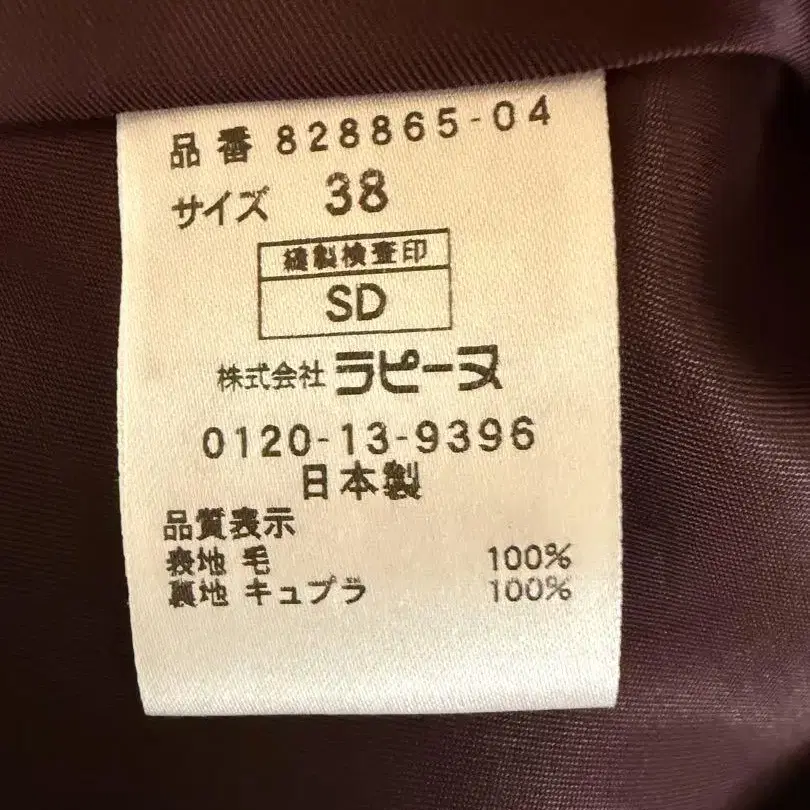 品番 828865-04
サイズ 38
縫製検査印
SD
株式会社 ラピーヌ
0120-13-9396
日本製
品質表示
表地 毛 100%
裏地 キュプラ 100%